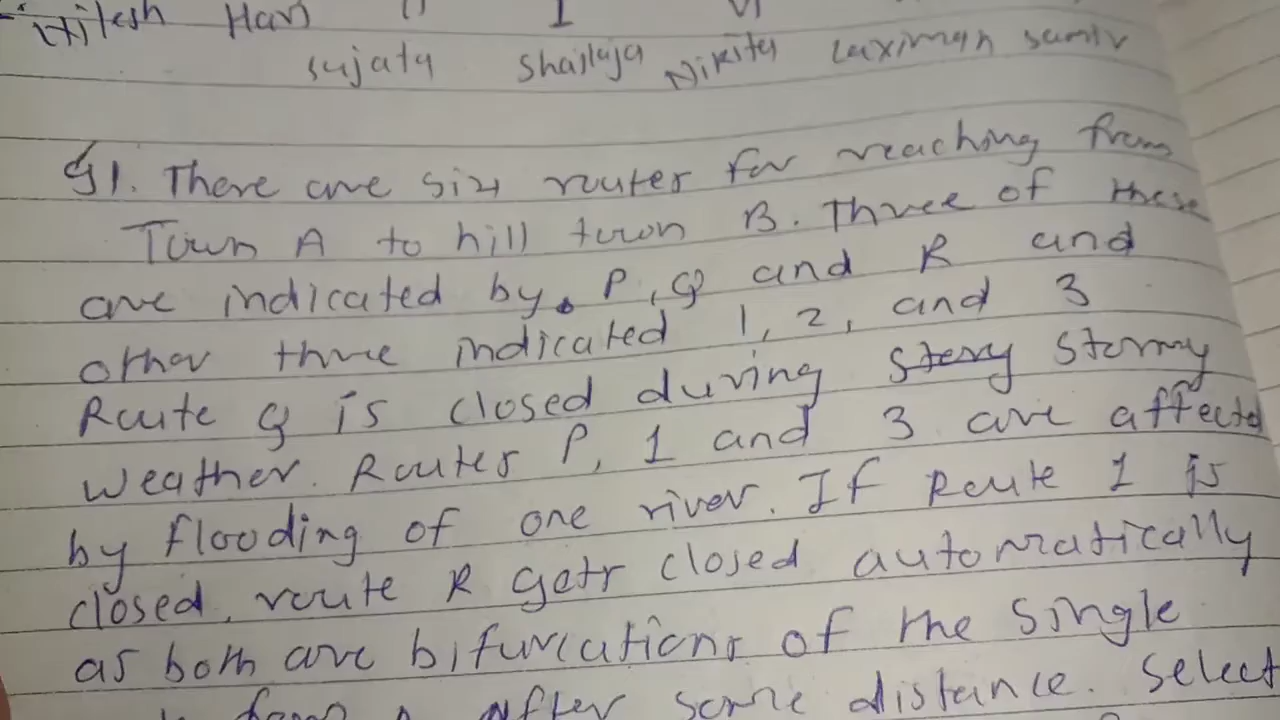 Hari
sujata Shailaja Nikita Laximan
Q1. There are six routes for reaching from
Town A to hill town B. Three of these
are indicated by P, Q and R and
other three indicated 1, 2, and 3
Route Q is closed during stormy
weather. Routes P, 1 and 3 are affected
by flooding of one river. If Route 1 is
closed, route R gets closed automatically
as both are bifurcations of the single
from A after some distance. Select